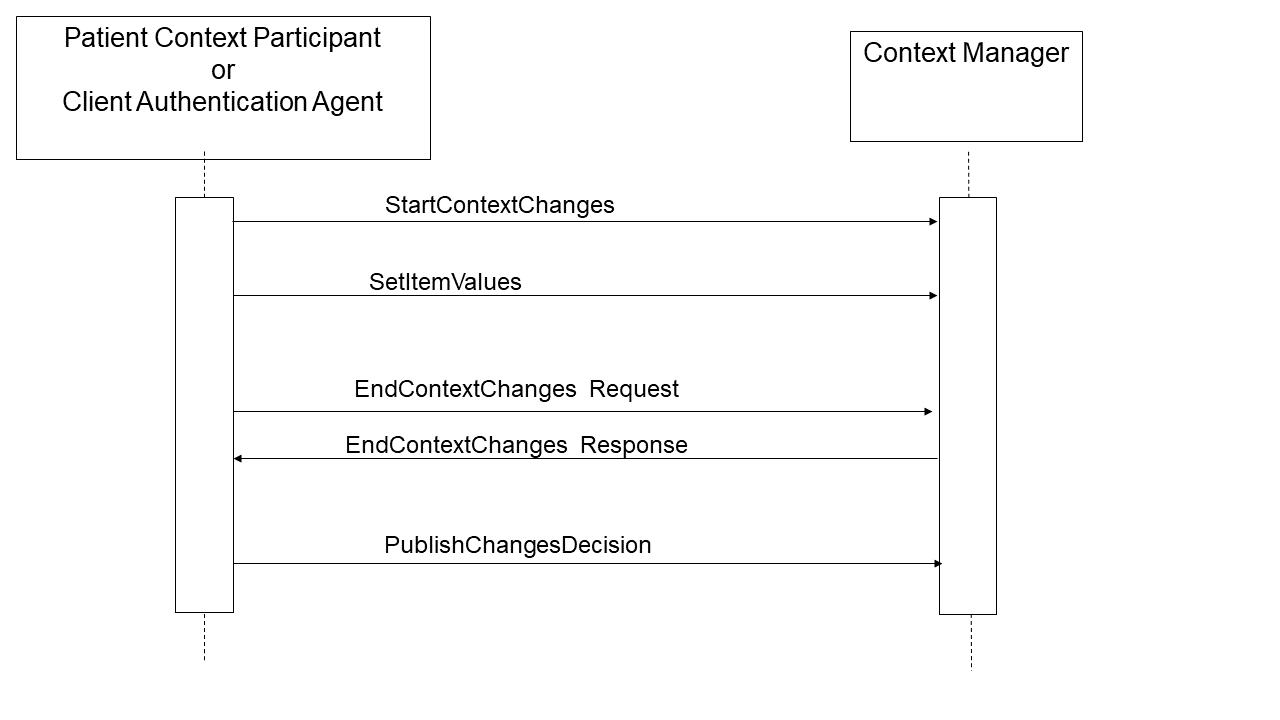 Patient Context Participant
or
Client Authentication Agent
Context Manager
StartContextChanges
SetItemValues
EndContextChanges Request
EndContextChanges Response
PublishChangesDecision